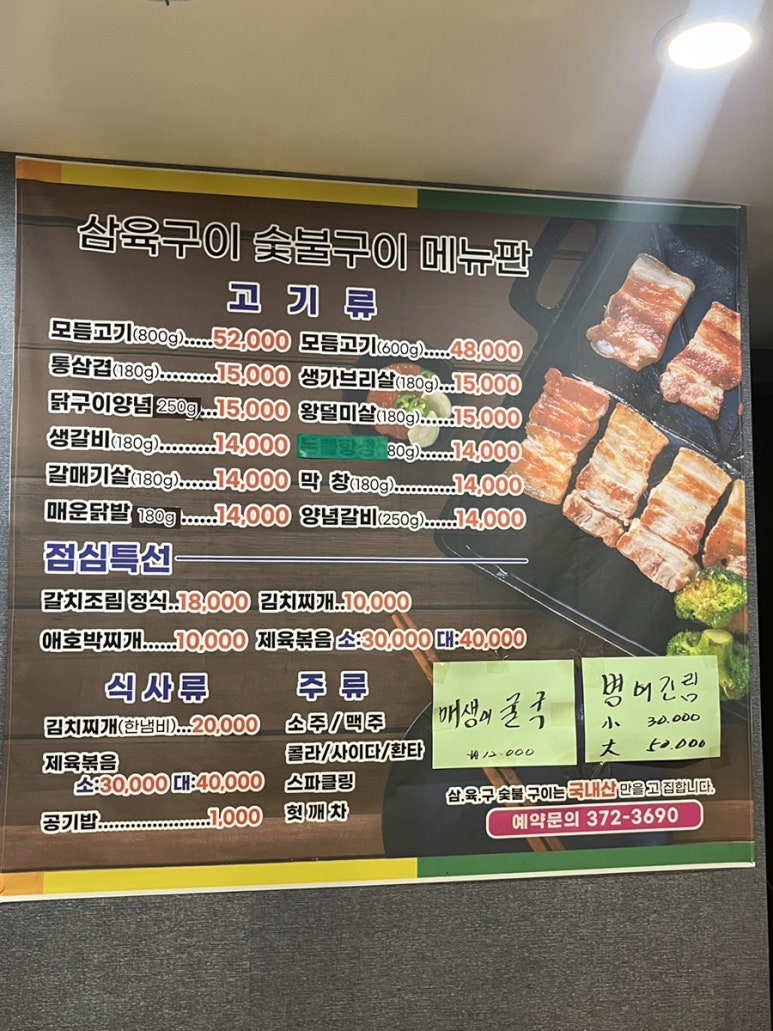 삼육구이 숯불구이 메뉴판
고기류
모듬고기(800g).....52,000 모듬고기(600g).....48,000
통삼겹(180g)..........15,000 생가브리살(180g)...15,000
닭구이양념 250g...15,000 왕덜미살(180g).....15,000
생갈비(180g)..........14,000 80g).....14,000
갈매기살(180g).......14,000 막 창(180g)............14,000
매운닭발 180g ......14,000 양념갈비(250g)......14,000
점심특선
갈치조림 정식..18,000 김치찌개..10,000
애호박찌개......10,000 제육볶음 소:30,000 대:40,000
식사류
김치찌개(한냄비)...20,000
제육볶음
소:30,000 대:40,000
공기밥......................1,000
주류
소주/맥주
콜라/사이다/환타
스파클링
헛깨차
매생이 굴국
₩12.000
병어
小 30.000
大 50.000
삼.육.구 숯불 구이는 국내산 만을 고집합니다.
예약문의 372-3690